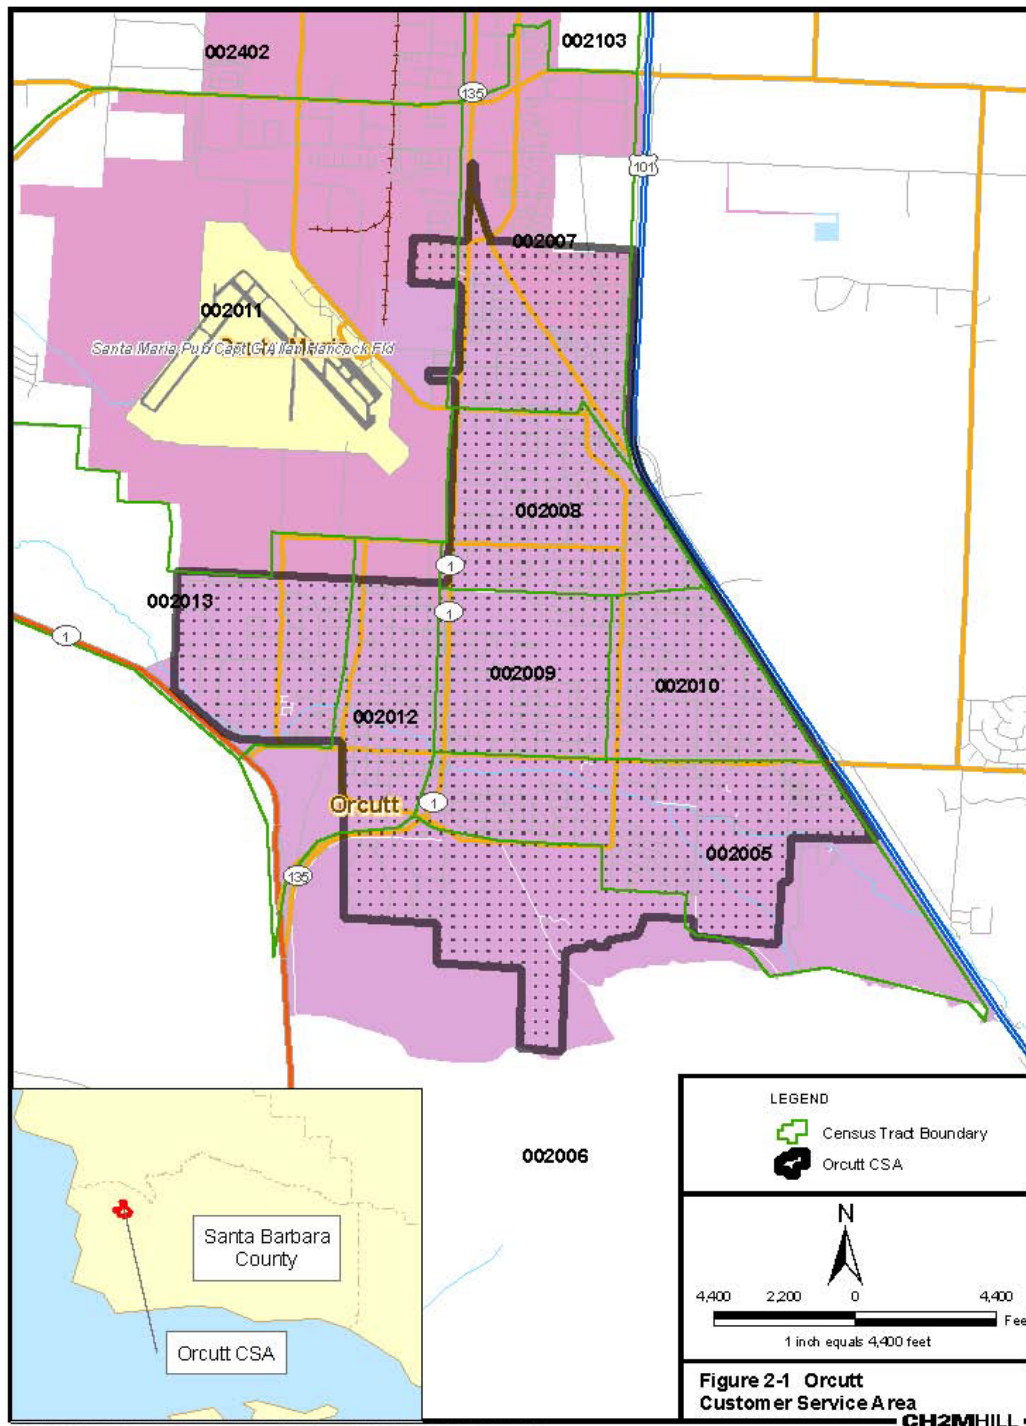 002402
002103
135
101
002007
002011
Santa Maria Pub/Capt G Allan Hancock Fld
002008
1
002013
1
1
002009
002010
002012
Orcutt
1
002005
135
002006
LEGEND
Census Tract Boundary
Orcutt CSA
Santa Barbara
County
Orcutt CSA
N
4,400 2,200 0 4,400
Fee
1 inch equals 4,400 feet
Figure 2-1 Orcutt
Customer Service Area
CH2MHILL